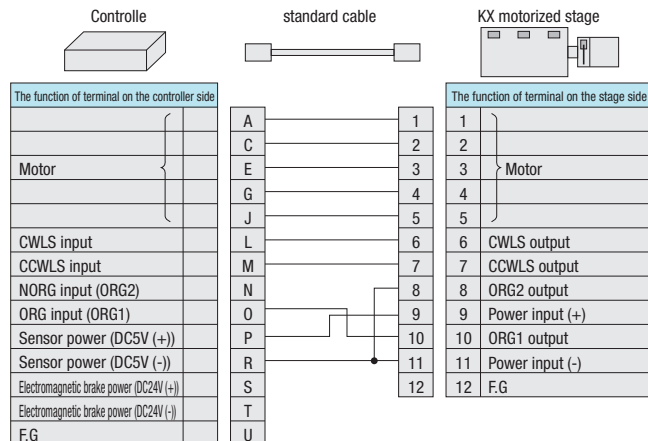 Controlle
standard cable
KX motorized stage
The function of terminal on the controller side
The function of terminal on the stage side
A 1 1
C 2 2
Motor E 3 3 Motor
G 4 4
J 5 5
CWLS input L 6 6 CWLS output
CCWLS input M 7 7 CCWLS output
NORG input (ORG2) N 8 8 ORG2 output
ORG input (ORG1) O 9 9 Power input (+)
Sensor power (DC5V (+)) P 10 10 ORG1 output
Sensor power (DC5V (-)) R 11 11 Power input (-)
Electromagnetic brake power (DC24V (+)) S 12 12 F.G
Electromagnetic brake power (DC24V (-)) T
F.G U